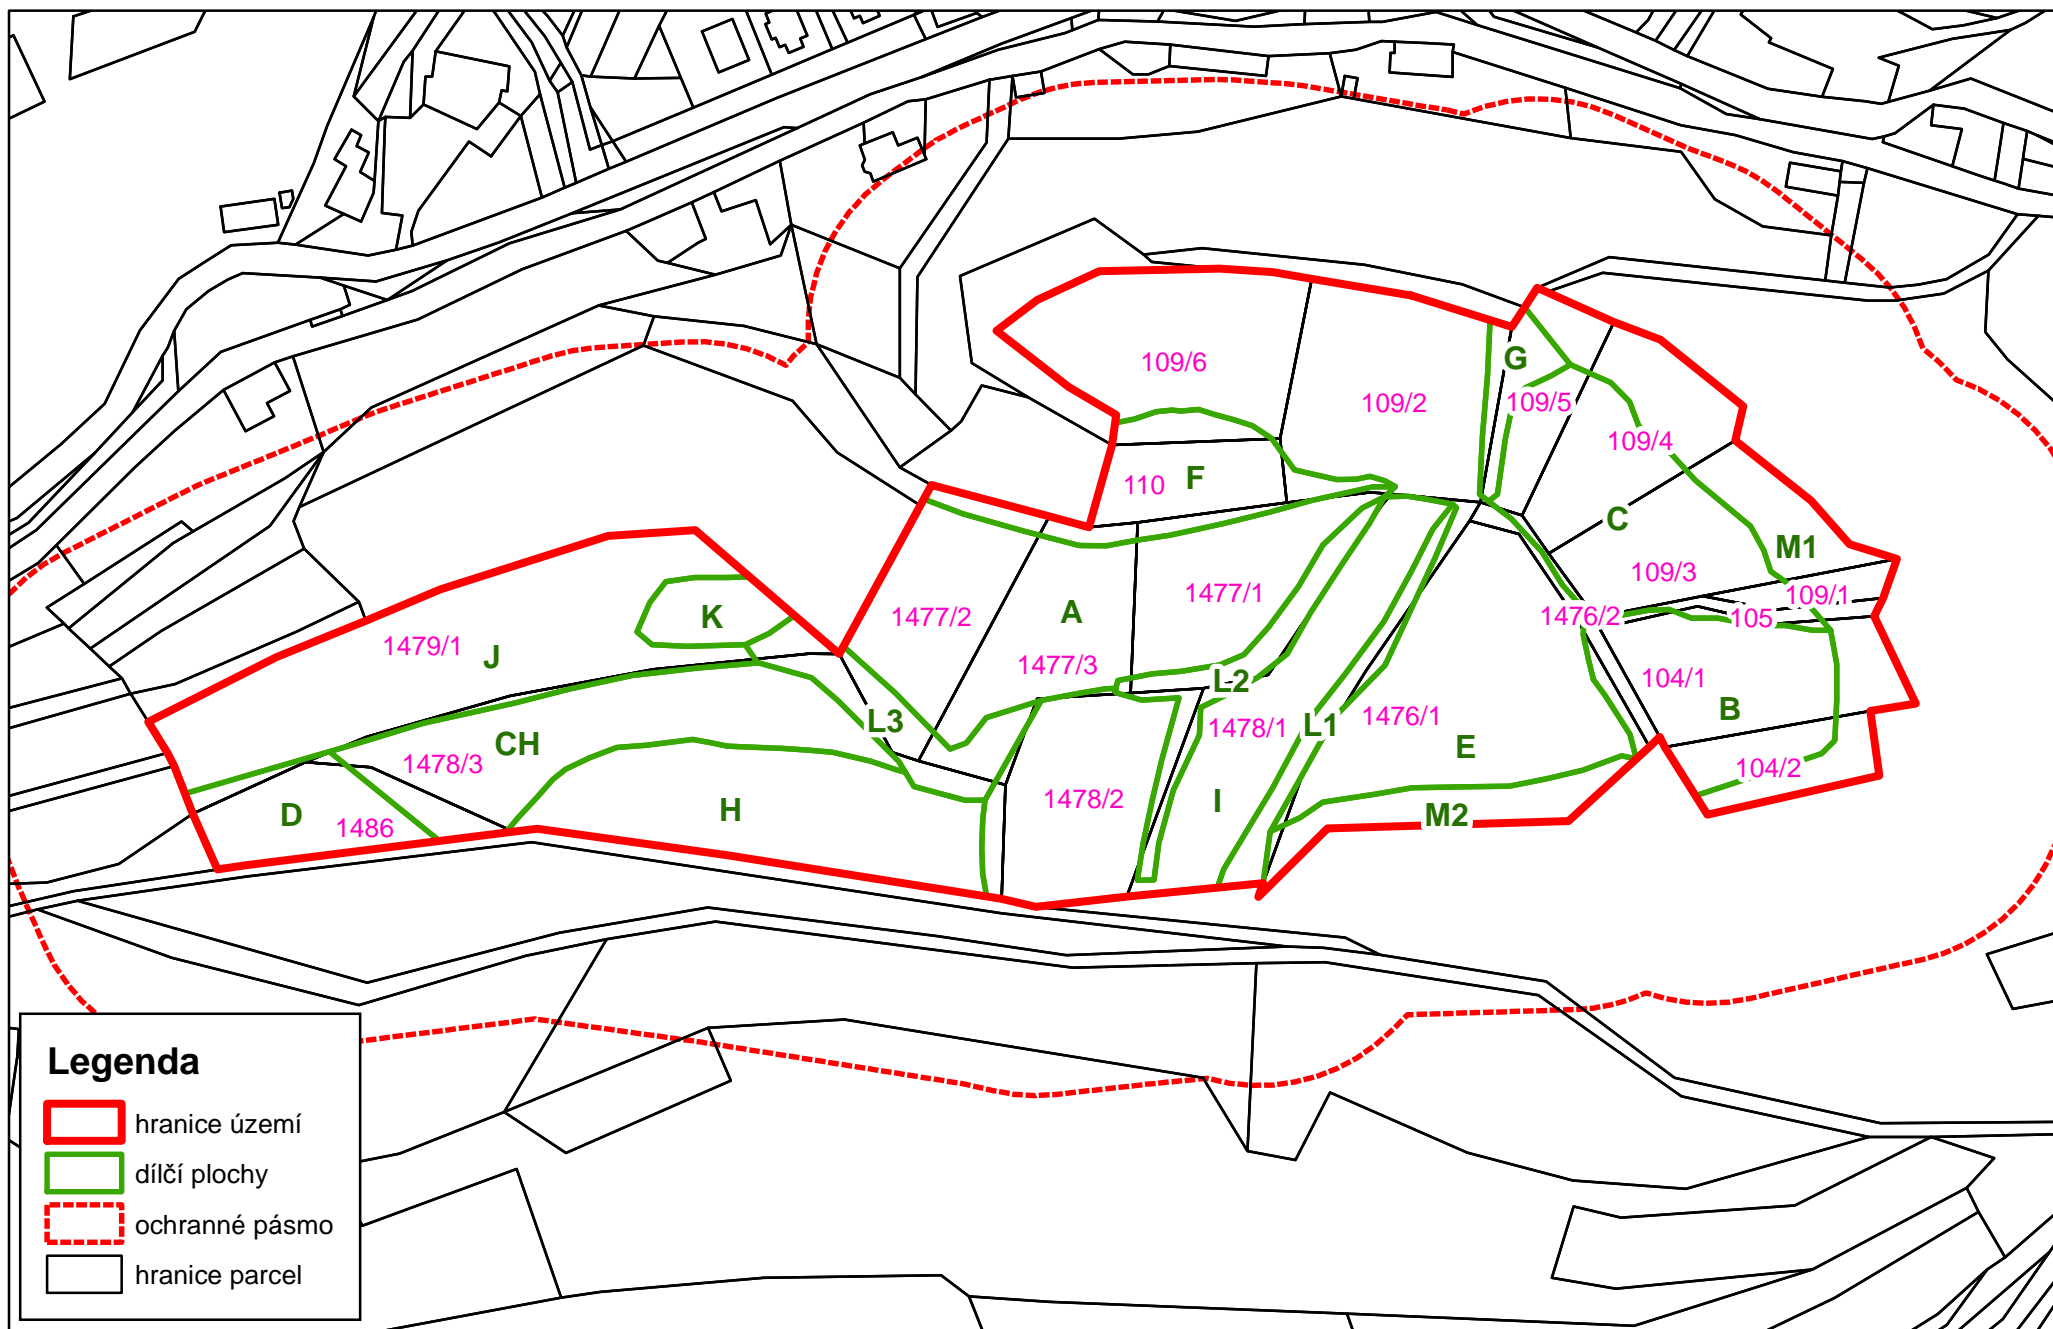 109/6
G
109/2
109/5
109/4
F
110
C
M1
109/3
109/1
1477/1
K
A
1477/2
1476/2
105
1479/1
J
1477/3
L2
104/1
B
L3
1478/1
L1
1476/1
CH
E
1478/3
104/2
1478/2
I
H
D
M2
1486
Legenda
hranice území
dílčí plochy
ochranné pásmo
hranice parcel